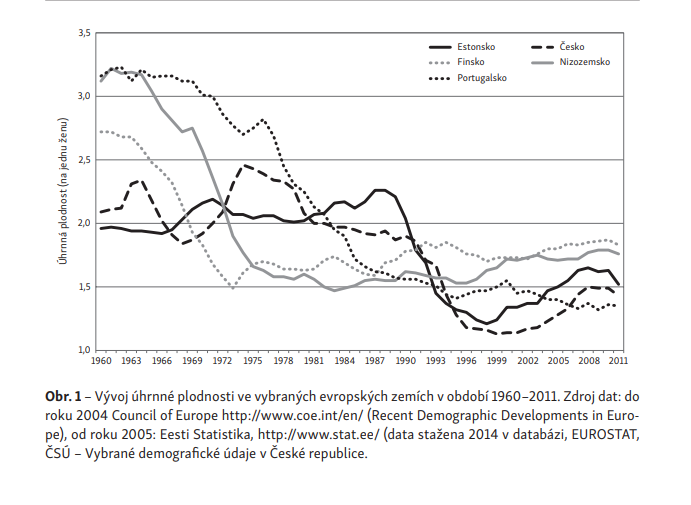 3,5
3,0
2,5
2,0
1,5
1,0
Úhrnná plodnost (na jednu ženu)
Estonsko
Česko
Finsko
Nizozemsko
Portugalsko
1960 1963 1966 1969 1972 1975 1978 1981 1984 1987 1990 1993 1996 1999 2002 2005 2008 2011
Obr. 1 – Vývoj úhrnné plodnosti ve vybraných evropských zemích v období 1960–2011. Zdroj dat: do
roku 2004 Council of Europe http://www.coe.int/en/ (Recent Demographic Developments in Euro-
pe), od roku 2005: Eesti Statistika, http://www.stat.ee/ (data stažena 2014 v databázi, EUROSTAT,
ČSÚ – Vybrané demografické údaje v České republice.